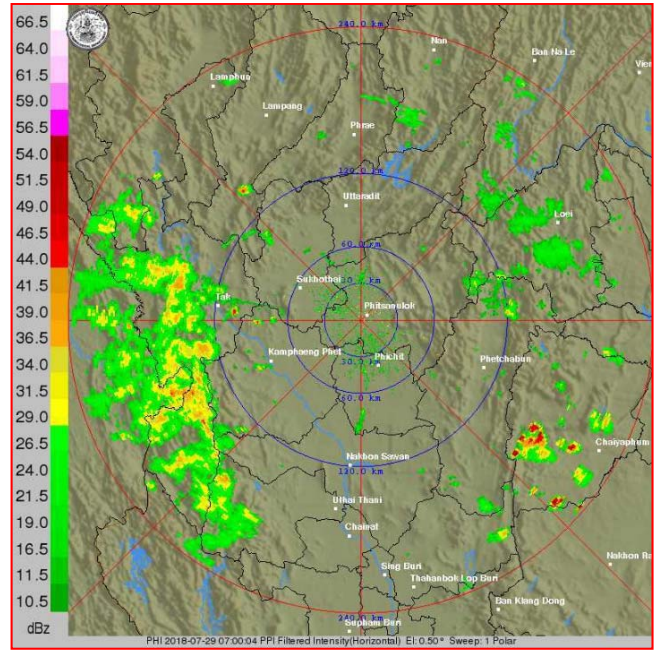 66.5
64.0
61.5
59.0
56.5
54.0
51.5
49.0
46.5
44.0
41.5
39.0
36.5
34.0
31.5
29.0
26.5
24.0
21.5
19.0
16.5
11.5
10.5
dBz
240.0 km
Nan
Ban Na Le
Lamphun
Lampang
Phrae
120.0 km
Uttaradit
Loei
60.0 km
Sukhothai
Tak
Phitsanulok
Kamphaeng Phet
Phichit
30.0 km
Phetchabun
60.0 km
Chaiyaphum
Nakhon Sawan
120.0 km
Uthai Thani
Chainat
Sing Buri
Thahanbok Lop Buri
Ban Klang Dong
240.0 km
Suphan Buri
PHI 2018-07-29 07:00:04 PPI Filtered Intensity(Horizontal) El: 0.50° Sweep: 1 Polar